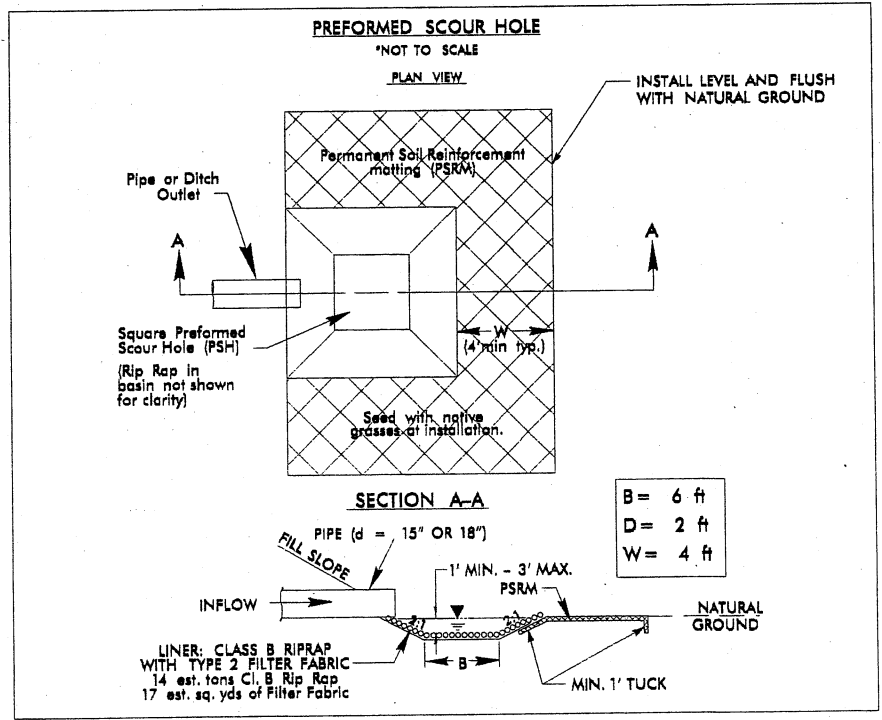 PREFORMED SCOUR HOLE
*NOT TO SCALE
PLAN VIEW
INSTALL LEVEL AND FLUSH
WITH NATURAL GROUND
Permanent Soil Reinforcement
matting (PSRM)
Pipe or Ditch
Outlet
A
A
Square Preformed
Scour Hole (PSH)
(Rip Rap in
basin not shown
for clarity)
W
(4'min typ.)
Seed with native
grasses at installation.
SECTION A-A
B= 6 ft
D= 2 ft
W= 4 ft
PIPE (d = 15" OR 18")
FILL SLOPE
1' MIN. - 3' MAX.
PSRM
INFLOW
NATURAL
GROUND
2:1
2:1
LINER: CLASS B RIPRAP
WITH TYPE 2 FILTER FABRIC
14 est. tons Cl. B Rip Rap
17 est. sq. yds of Filter Fabric
B
MIN. 1' TUCK